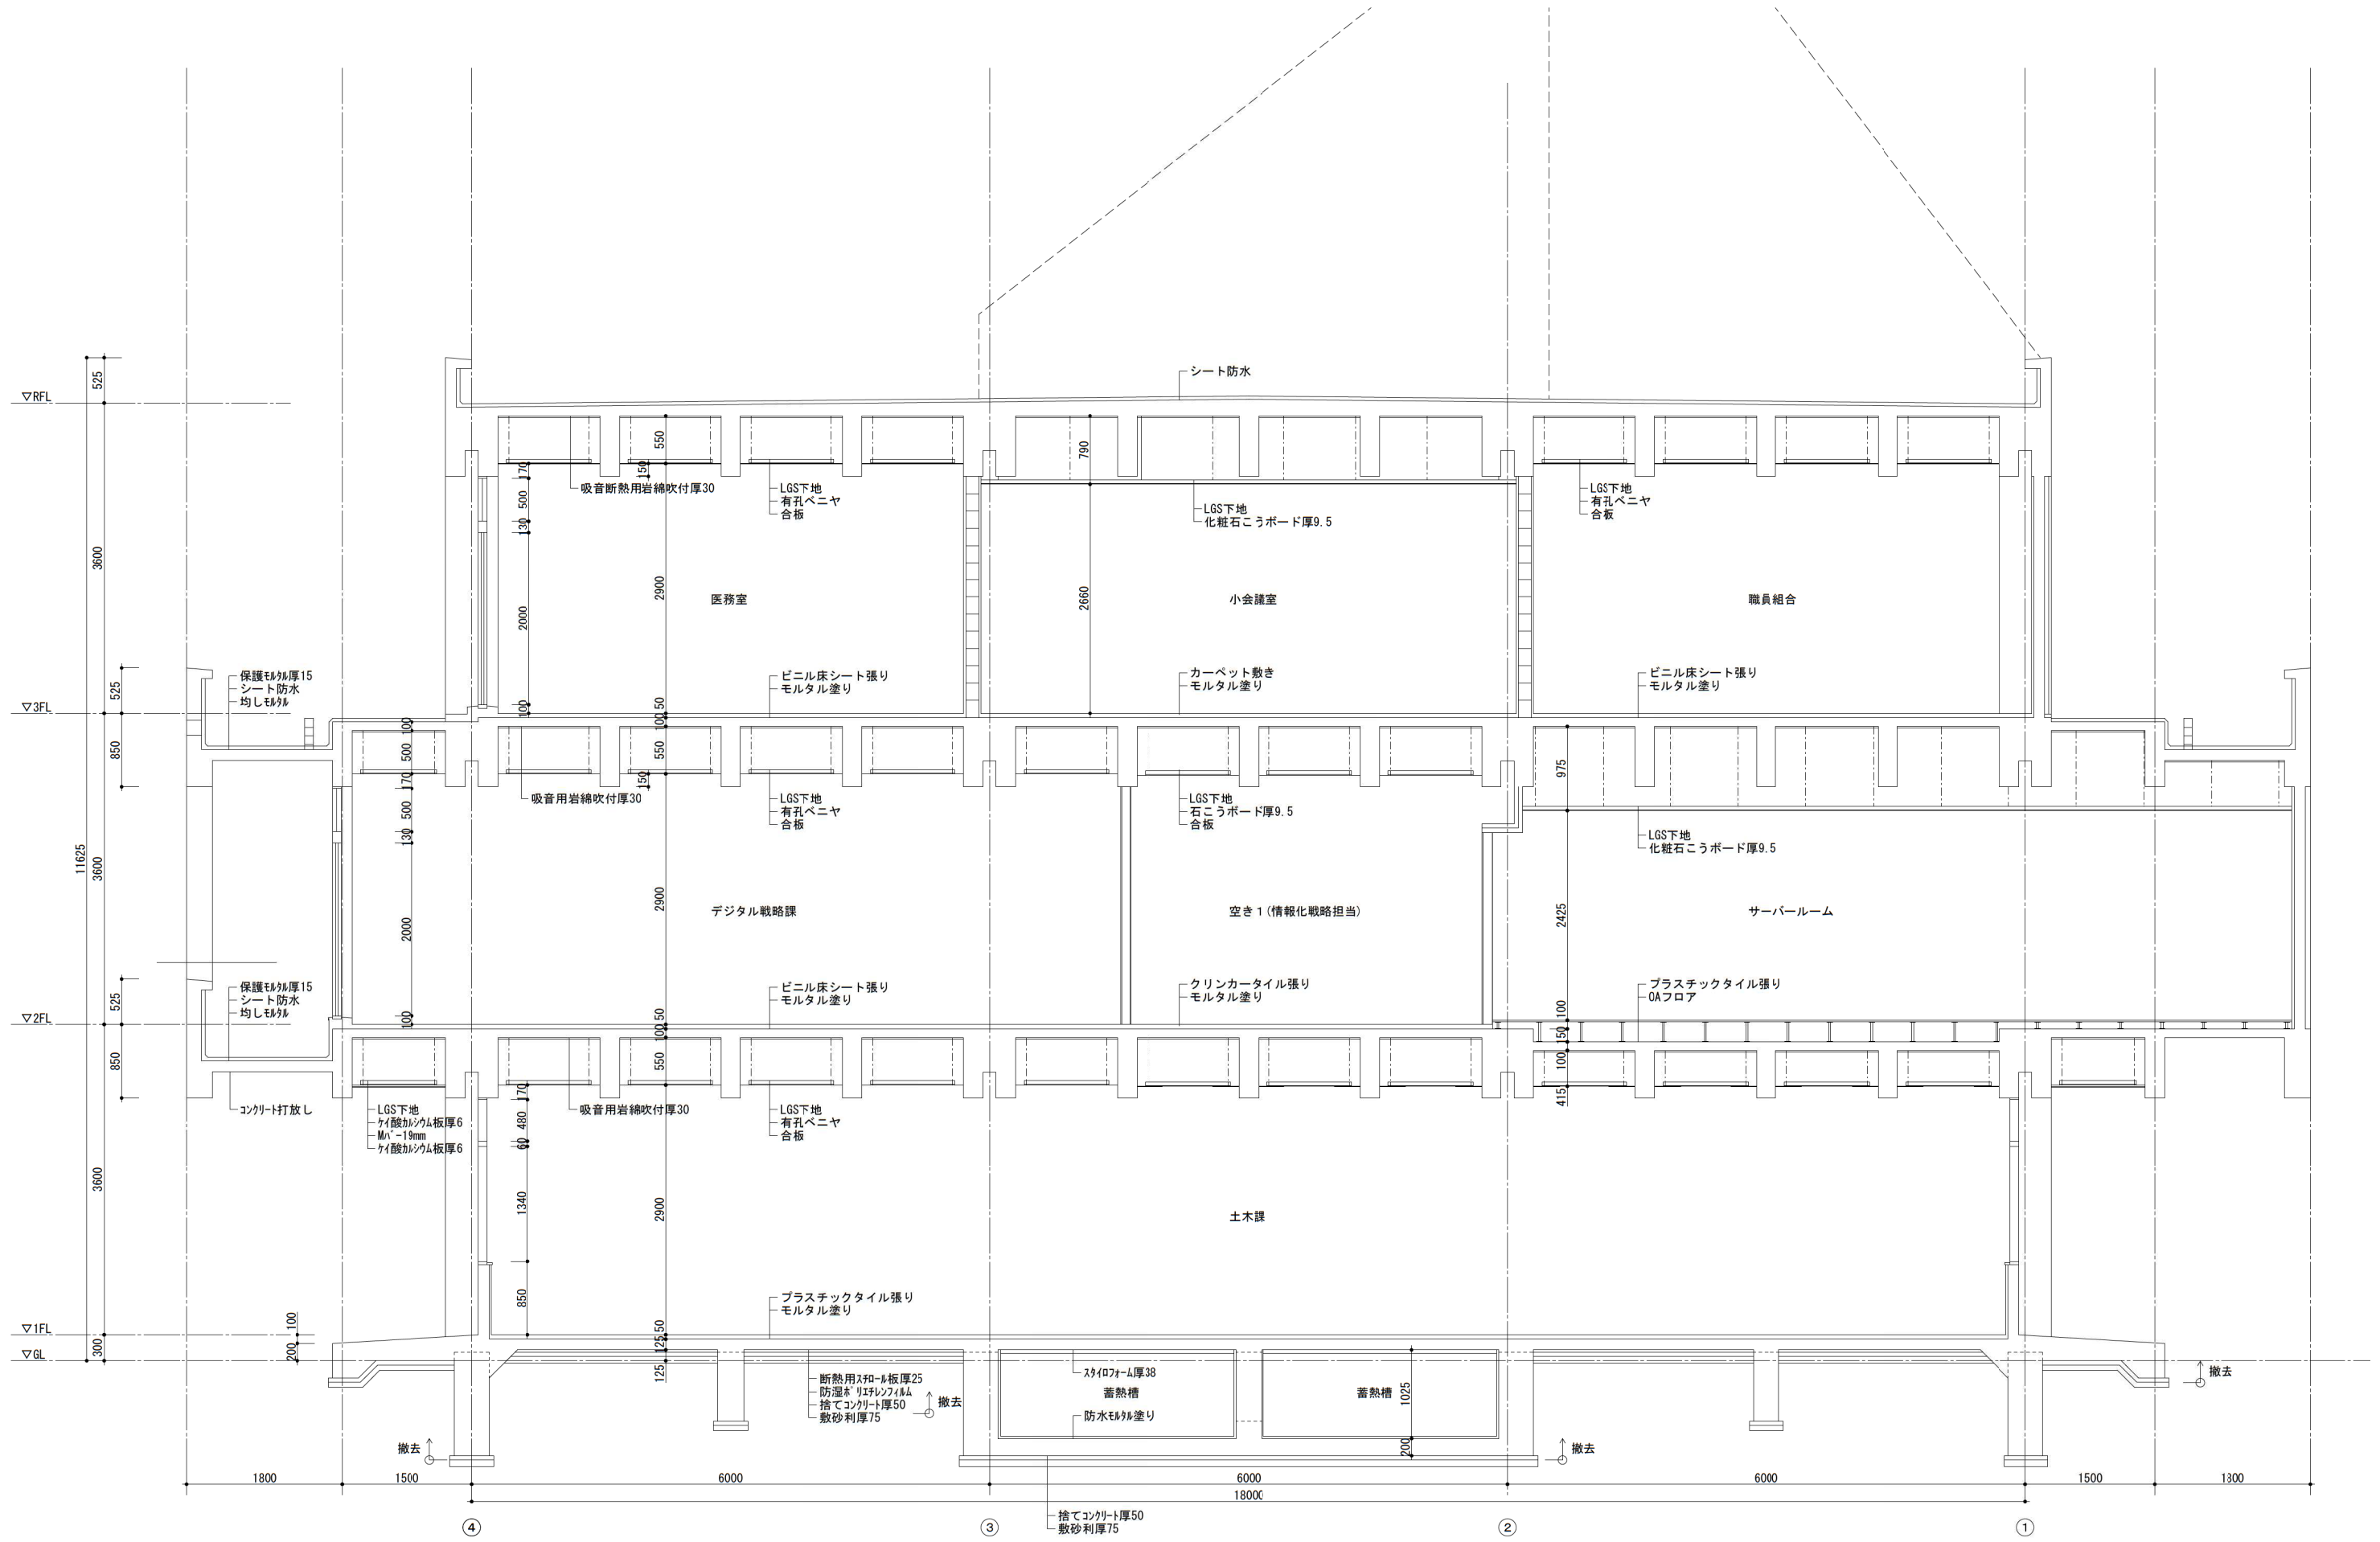 シート防水
525
▽RFL
550
790
150
170
吸音断熱用岩綿吹付厚30
LGS下地
有孔ベニヤ
合板
LGS下地
化粧石こうボード厚9.5
LGS下地
有孔ベニヤ
合板
500
130
3600
2900
2000
2660
医務室
小会議室
職員組合
保護ﾓﾙﾀﾙ厚15
シート防水
均しﾓﾙﾀﾙ
525
ビニル床シート張り
モルタル塗り
カーペット敷き
モルタル塗り
ビニル床シート張り
モルタル塗り
▽3FL
100
50
100
100
850
500
550
975
170
150
吸音用岩綿吹付厚30
LGS下地
有孔ベニヤ
合板
LGS下地
石こうボード厚9.5
合板
LGS下地
化粧石こうボード厚9.5
500
130
11625
3600
2900
2000
2425
デジタル戦略課
空き１(情報化戦略担当)
サーバールーム
保護ﾓﾙﾀﾙ厚15
シート防水
均しﾓﾙﾀﾙ
525
ビニル床シート張り
モルタル塗り
クリンカータイル張り
モルタル塗り
プラスチックタイル張り
OAフロア
▽2FL
100
50
100
100
150
850
550
100
415
170
ｺﾝｸﾘｰﾄ打放し
LGS下地
ｹｲ酸ｶﾙｼｳﾑ板厚6
Mﾊﾞｰ19mm
ｹｲ酸ｶﾙｼｳﾑ板厚6
吸音用岩綿吹付厚30
LGS下地
有孔ベニヤ
合板
480
60
3600
1340
2900
土木課
850
プラスチックタイル張り
モルタル塗り
▽1FL
100
50
▽GL
300
200
125
125
断熱用ｽﾁﾛｰﾙ板厚25
防湿ﾎﾟﾘｴﾁﾚﾝﾌｨﾙﾑ
捨てｺﾝｸﾘｰﾄ厚50
敷砂利厚75
撤去
ｽﾀｲﾛﾌｫｰﾑ厚38
蓄熱槽
防水ﾓﾙﾀﾙ塗り
蓄熱槽
1025
200
撤去
撤去
撤去
1800
1500
6000
6000
6000
1500
1800
18000
捨てｺﾝｸﾘｰﾄ厚50
敷砂利厚75
④
③
②
①